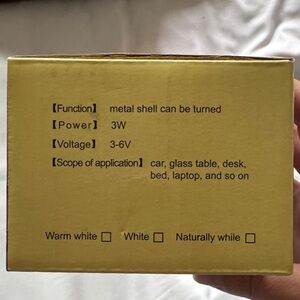 【Function】 metal shell can be turned
【Power】 3W
【Voltage】 3-6V
【Scope of application】 car, glass table, desk,
bed, laptop, and so on
Warm white □ White □ Naturally while □